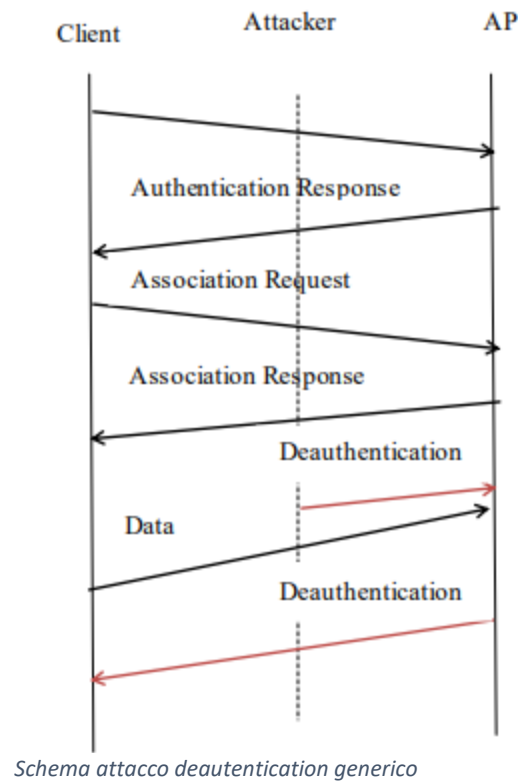 Client
Attacker
AP
Authentication Response
Association Request
Association Response
Deauthentication
Data
Deauthentication
Schema attacco deautentication generico